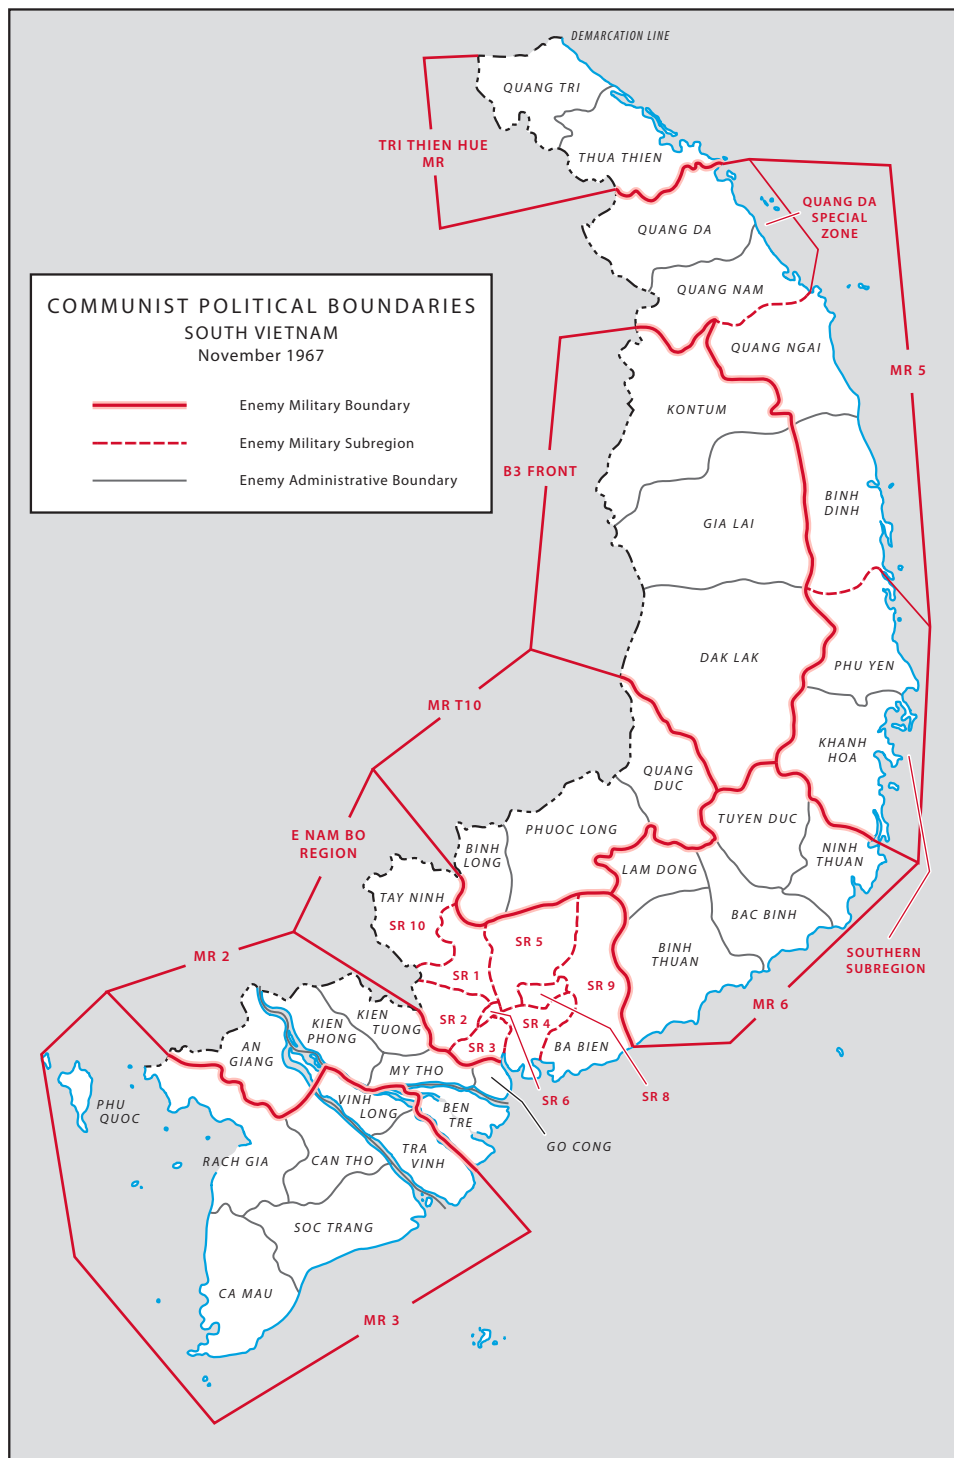 DEMARCATION LINE
QUANG TRI
TRI THIEN HUE
MR
THUA THIEN
QUANG DA
SPECIAL
ZONE
QUANG DA
QUANG NAM
COMMUNIST POLITICAL BOUNDARIES
SOUTH VIETNAM
November 1967
Enemy Military Boundary
Enemy Military Subregion
Enemy Administrative Boundary
QUANG NGAI
MR 5
KONTUM
B3 FRONT
BINH
DINH
GIA LAI
DAK LAK
PHU YEN
MR T10
KHANH
HOA
QUANG
DUC
TUYEN DUC
PHUOC LONG
E NAM BO
REGION
BINH
LONG
NINH
THUAN
LAM DONG
TAY NINH
BAC BINH
SR 10
SR 5
BINH
THUAN
SOUTHERN
SUBREGION
MR 2
SR 1
SR 9
MR 6
KIEN
TUONG
KIEN
PHONG
SR 2
SR 4
AN
GIANG
SR 3
BA BIEN
MY THO
SR 6
SR 8
PHU
QUOC
VINH
LONG
BEN
TRE
GO CONG
RACH GIA
CAN THO
TRA
VINH
SOC TRANG
CA MAU
MR 3